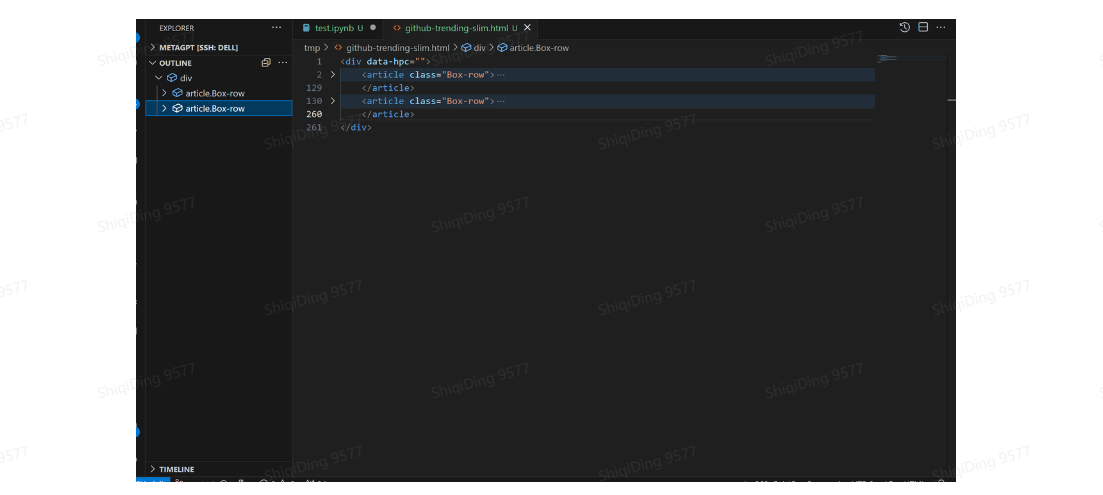 EXPLORER
test.ipynb U
github-trending-slim.html U
METAGPT [SSH: DELL]
tmp > github-trending-slim.html > div > article.Box-row
OUTLINE
div
article.Box-row
article.Box-row
1 <div data-hpc="">
2 <article class="Box-row">…
129 </article>
130 <article class="Box-row">…
260 </article>
261 </div>
TIMELINE
ShiqiDing 9577